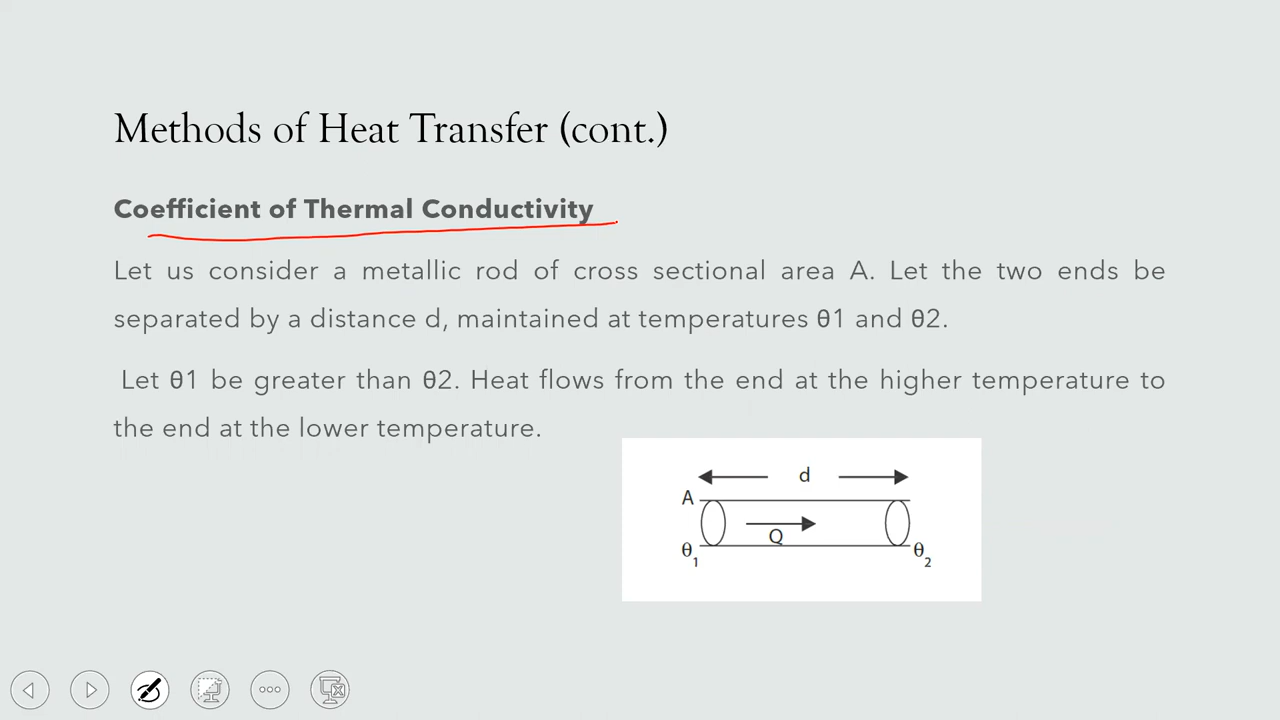 Methods of Heat Transfer (cont.)
Coefficient of Thermal Conductivity
Let us consider a metallic rod of cross sectional area A. Let the two ends be
separated by a distance d, maintained at temperatures θ1 and θ2.
Let θ1 be greater than θ2. Heat flows from the end at the higher temperature to
the end at the lower temperature.
d
A
Q
θ1 θ2